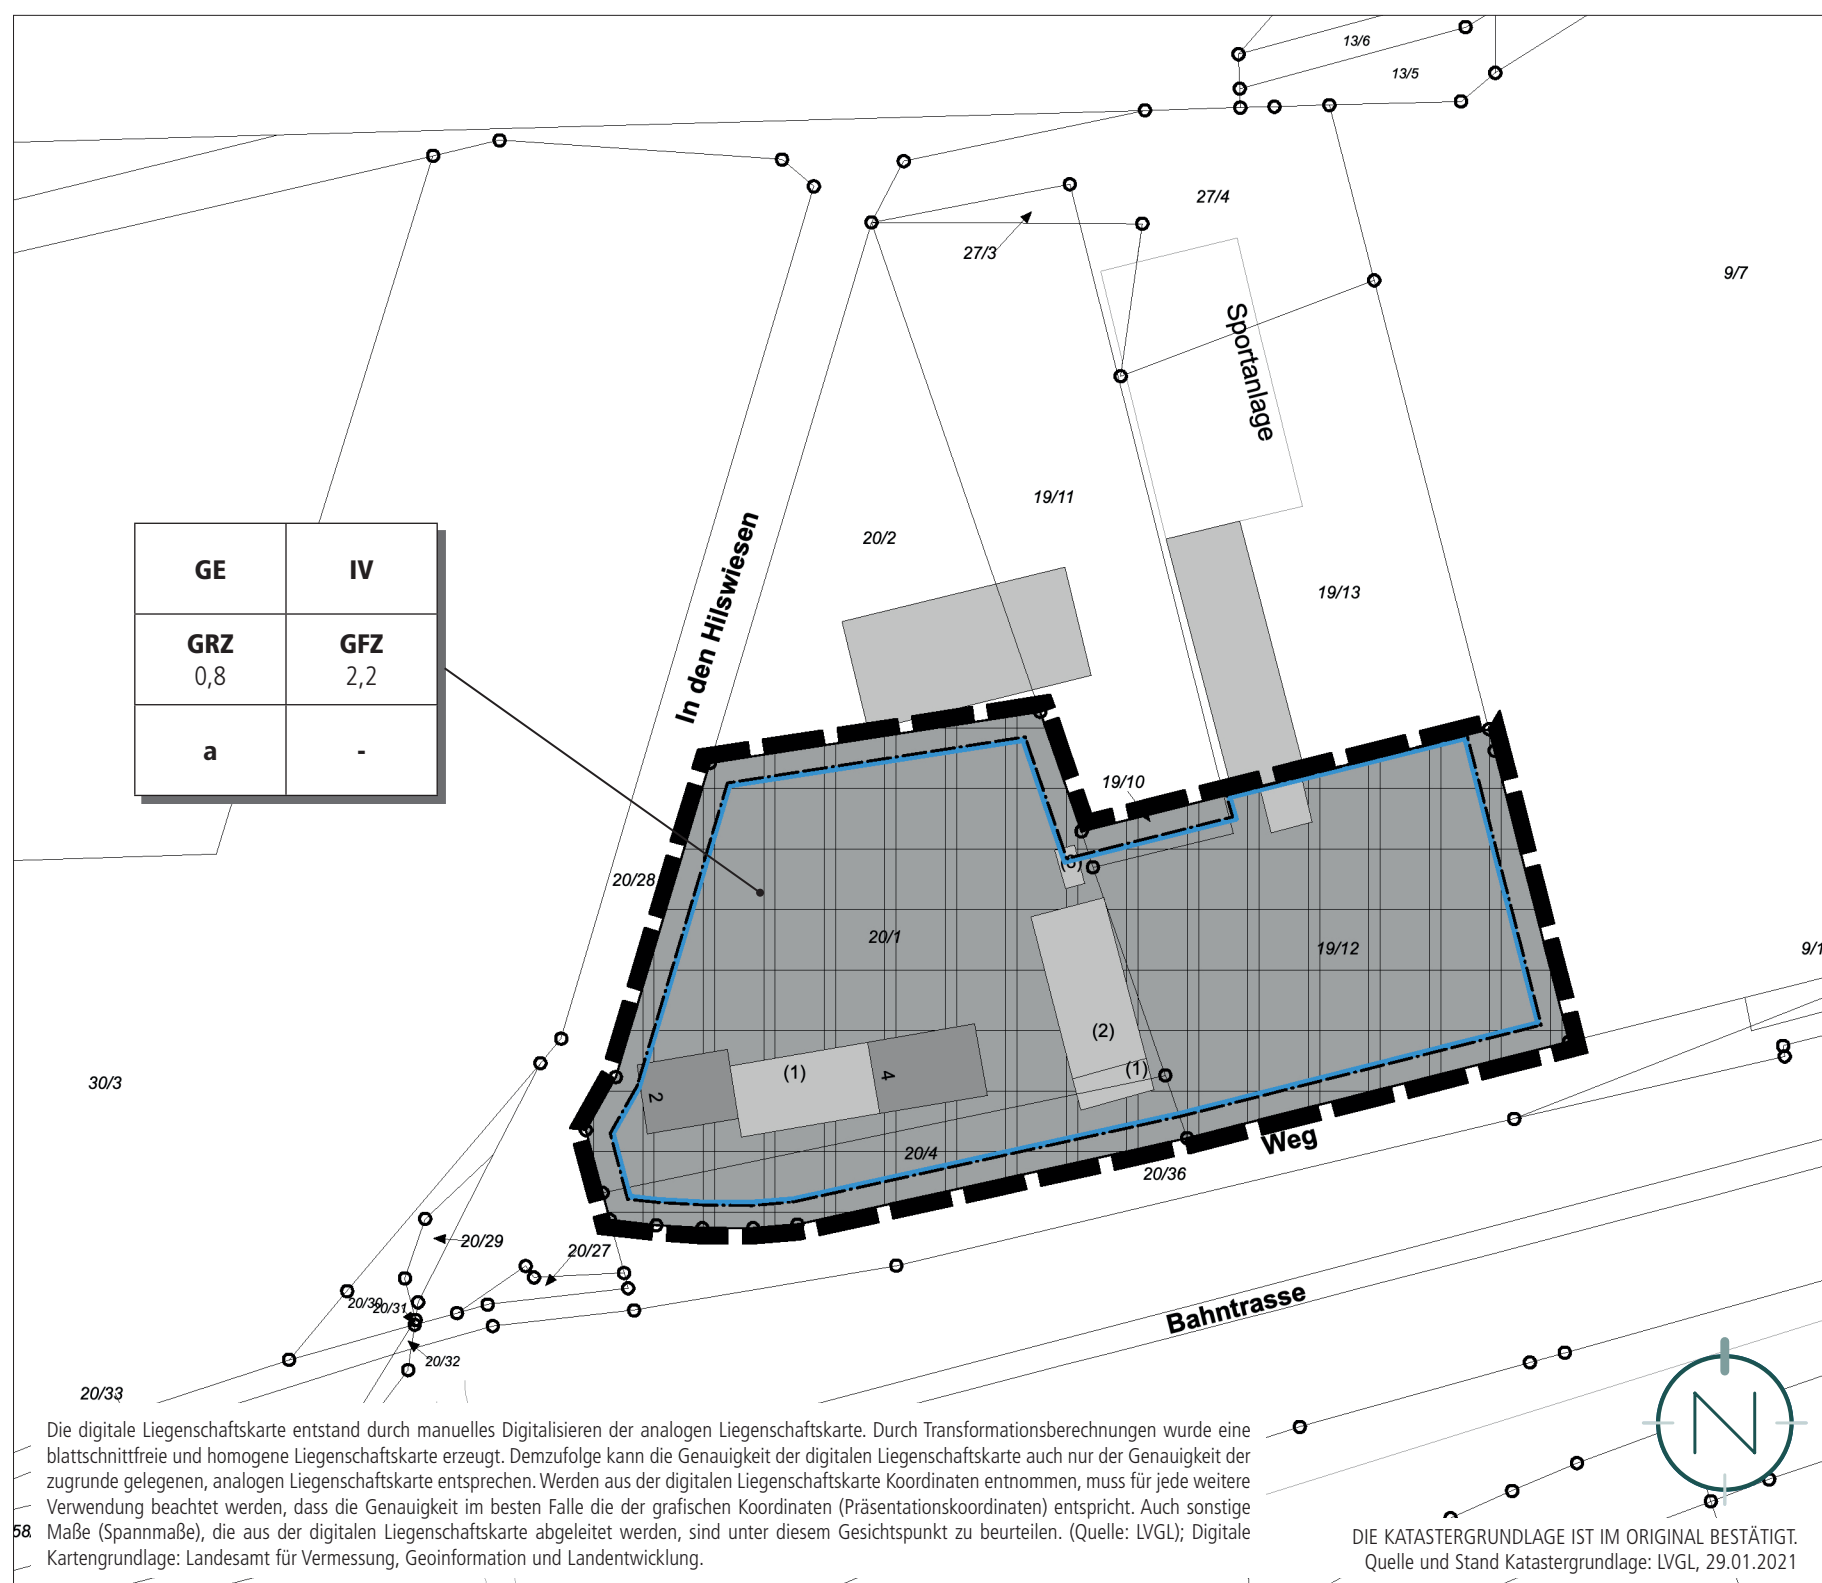 13/6
13/5
27/4
27/3
9/7
Sportanlage
19/11
20/2
In den Hilswiesen
19/13
GE IV
GRZ GFZ
0,8 2,2
a -
19/10
20/28
(3)
20/1
19/12
9/1
(2)
(1)
(1)
4
2
30/3
20/4
Weg
20/36
20/29
20/27
20/30
20/31
Bahntrasse
20/32
20/33
N
58
Die digitale Liegenschaftskarte entstand durch manuelles Digitalisieren der analogen Liegenschaftskarte. Durch Transformationsberechnungen wurde eine
blattschnittfreie und homogene Liegenschaftskarte erzeugt. Demzufolge kann die Genauigkeit der digitalen Liegenschaftskarte auch nur der Genauigkeit der
zugrunde gelegenen, analogen Liegenschaftskarte entsprechen. Werden aus der digitalen Liegenschaftskarte Koordinaten entnommen, muss für jede weitere
Verwendung beachtet werden, dass die Genauigkeit im besten Falle die der grafischen Koordinaten (Präsentationskoordinaten) entspricht. Auch sonstige
Maße (Spannmaße), die aus der digitalen Liegenschaftskarte abgeleitet werden, sind unter diesem Gesichtspunkt zu beurteilen. (Quelle: LVGL); Digitale
Kartengrundlage: Landesamt für Vermessung, Geoinformation und Landentwicklung.
DIE KATASTERGRUNDLAGE IST IM ORIGINAL BESTÄTIGT.
Quelle und Stand Katastergrundlage: LVGL, 29.01.2021